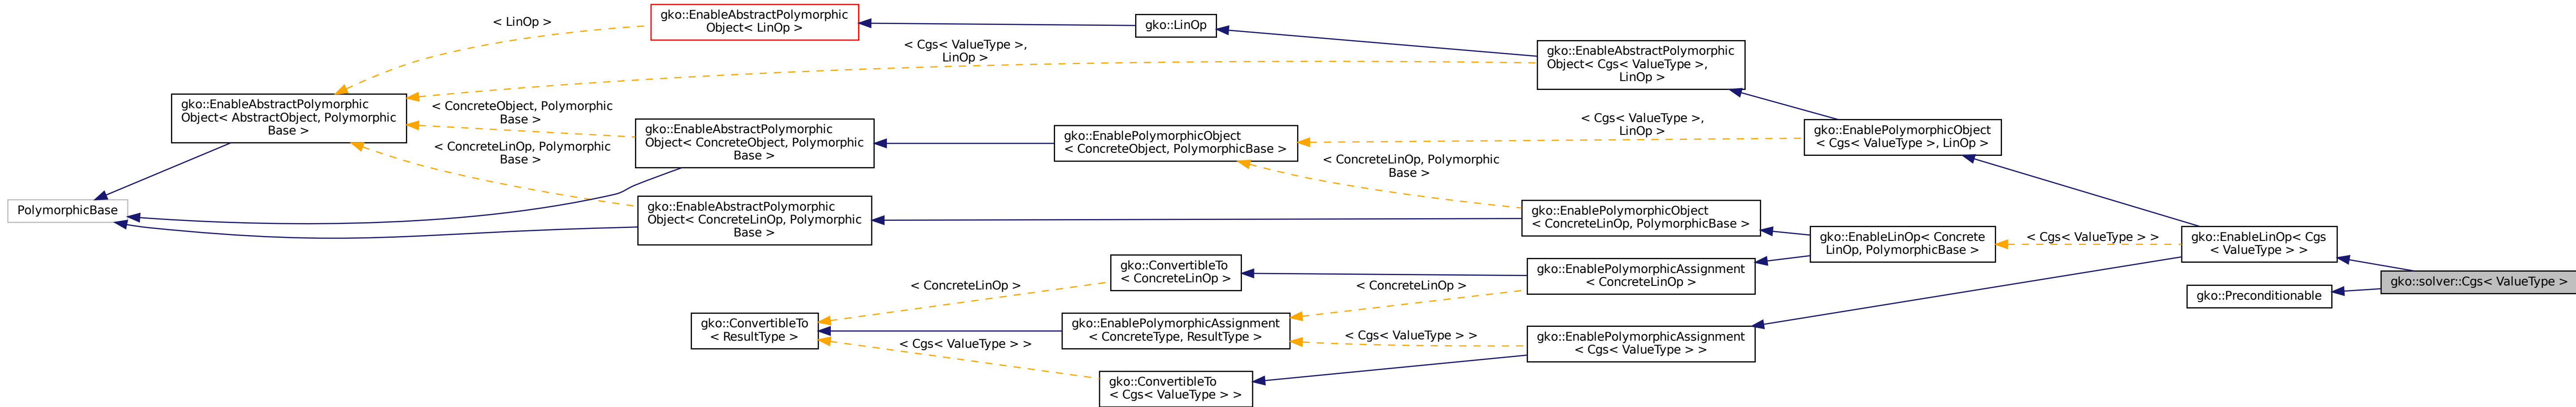 gko::EnableAbstractPolymorphic
Object< LinOp >
< LinOp >
gko::LinOp
< Cgs< ValueType >,
LinOp >
gko::EnableAbstractPolymorphic
Object< Cgs< ValueType >,
LinOp >
gko::EnableAbstractPolymorphic
Object< AbstractObject, Polymorphic
Base >
< ConcreteObject, Polymorphic
Base >
gko::EnableAbstractPolymorphic
Object< ConcreteObject, Polymorphic
Base >
gko::EnablePolymorphicObject
< ConcreteObject, PolymorphicBase >
< Cgs< ValueType >,
LinOp >
gko::EnablePolymorphicObject
< Cgs< ValueType >, LinOp >
< ConcreteLinOp, Polymorphic
Base >
< ConcreteLinOp, Polymorphic
Base >
PolymorphicBase
gko::EnableAbstractPolymorphic
Object< ConcreteLinOp, Polymorphic
Base >
gko::EnablePolymorphicObject
< ConcreteLinOp, PolymorphicBase >
gko::EnableLinOp< Concrete
LinOp, PolymorphicBase >
< Cgs< ValueType > >
gko::EnableLinOp< Cgs
< ValueType > >
gko::ConvertibleTo
< ConcreteLinOp >
gko::EnablePolymorphicAssignment
< ConcreteLinOp >
gko::solver::Cgs< ValueType >
< ConcreteLinOp >
< ConcreteLinOp >
gko::Preconditionable
gko::ConvertibleTo
< ResultType >
gko::EnablePolymorphicAssignment
< ConcreteType, ResultType >
< Cgs< ValueType > >
< Cgs< ValueType > >
gko::EnablePolymorphicAssignment
< Cgs< ValueType > >
gko::ConvertibleTo
< Cgs< ValueType > >